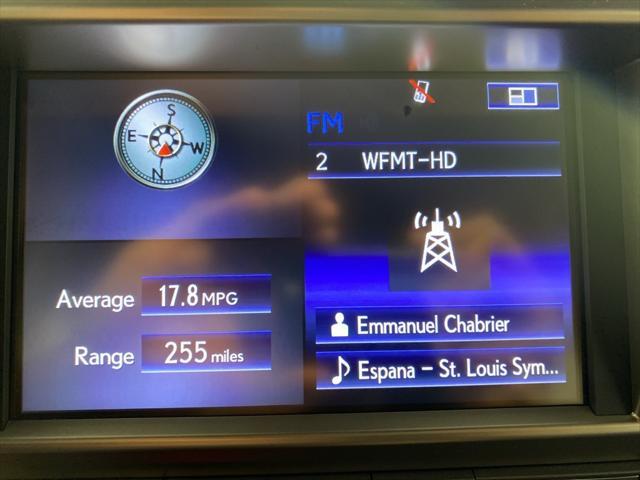 S
E W
N
FM
2 WFMT-HD
Average 17.8 MPG
Range 255 miles
Emmanuel Chabrier
Espana - St. Louis Sym...